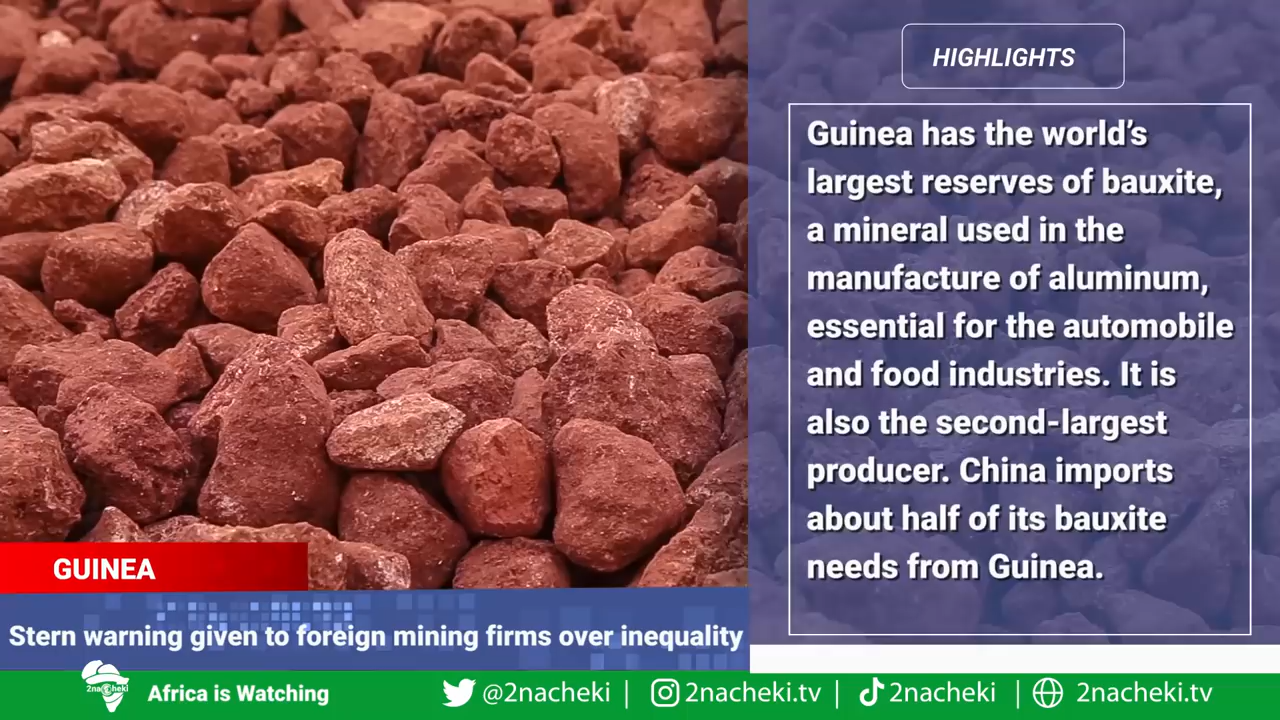 HIGHLIGHTS
Guinea has the world's
largest reserves of bauxite,
a mineral used in the
manufacture of aluminum,
essential for the automobile
and food industries. It is
also the second-largest
producer. China imports
about half of its bauxite
needs from Guinea.
GUINEA
Stern warning given to foreign mining firms over inequality
2nacheki
Africa is Watching
@2nacheki | 2nacheki.tv | 2nacheki | 2nacheki.tv